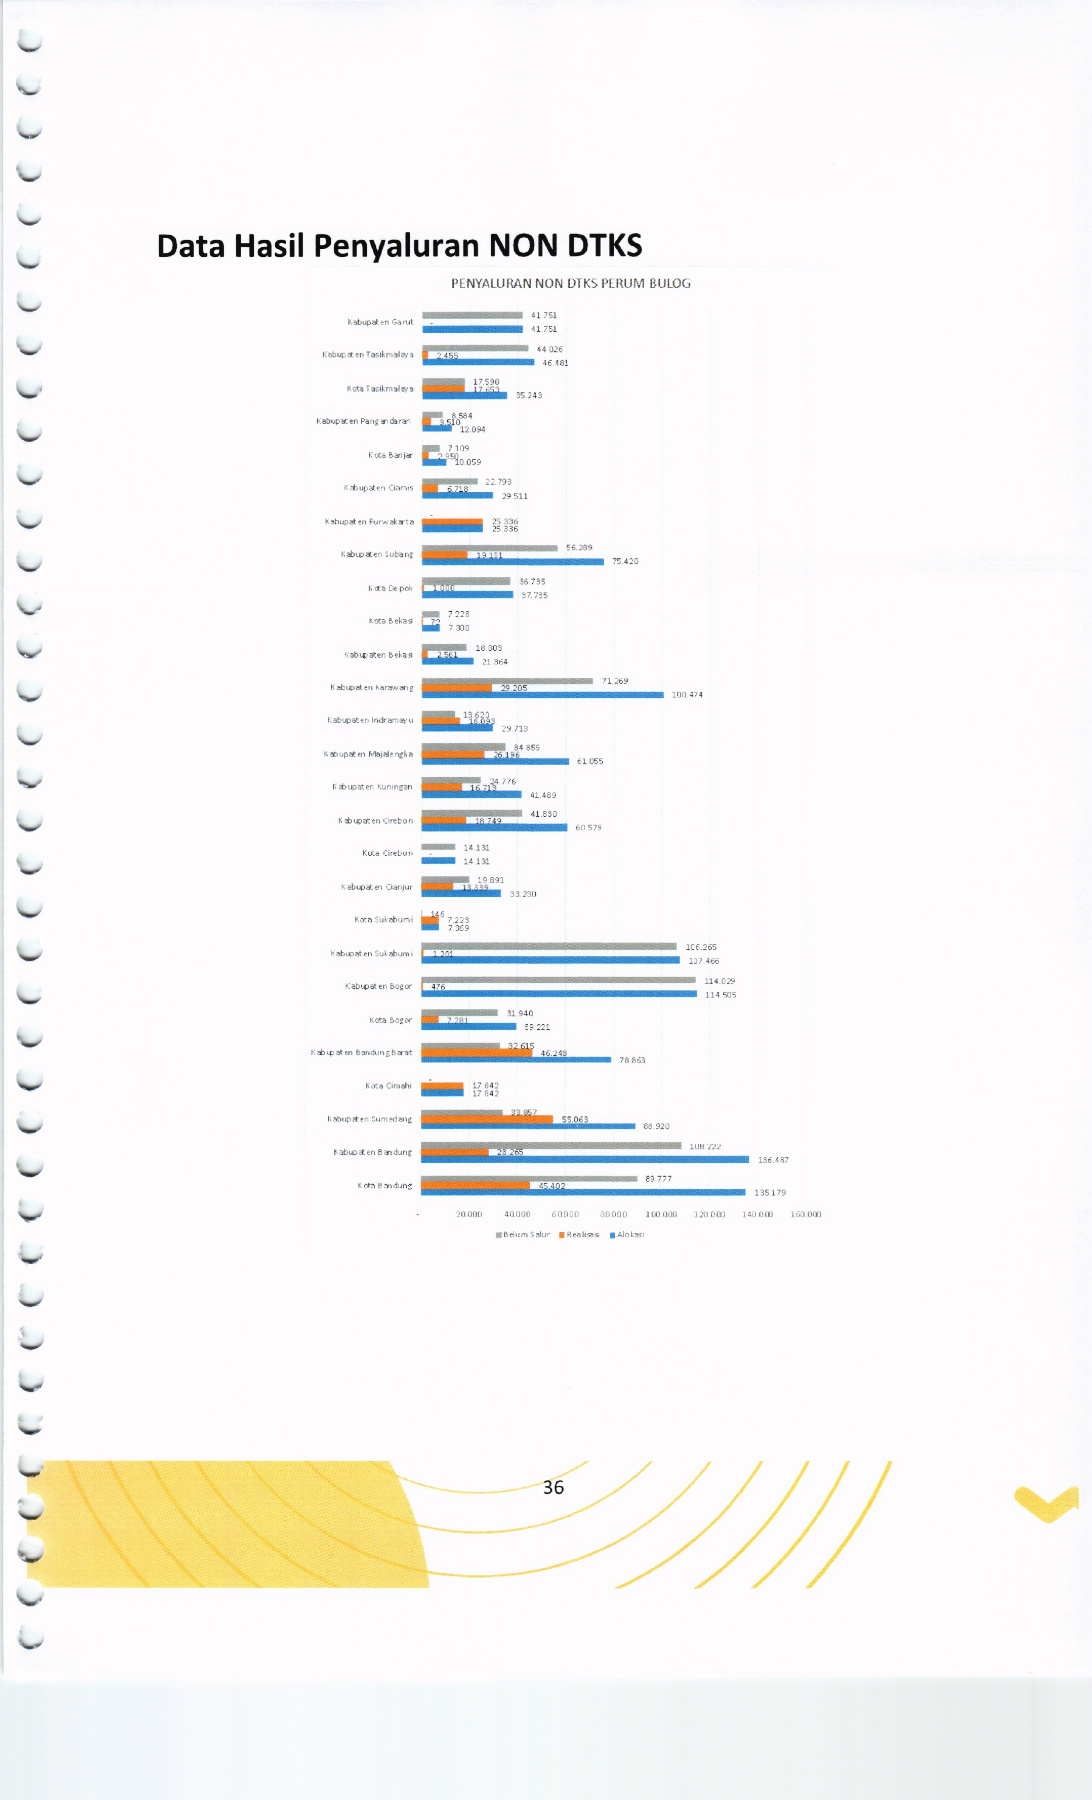 Data Hasil Penyaluran NON DTKS
PENYALURAN NON DTKS PERUM BULOG
41.751
Kabupaten Garut -
41.751
44.026
Kabupaten Tasikmalaya 2.455
46.481
17.590
Kota Tasikmalaya 17.653
35.243
8.584
Kabupaten Pangandaran 3.510
12.094
7.109
Kota Banjar 2.950
10.059
22.793
Kabupaten Ciamis 6.718
29.511
-
Kabupaten Purwakarta 25.336
25.336
56.289
Kabupaten Subang 19.131
75.420
36.735
Kota Depok 1.000
37.735
7.228
Kota Bekasi 72
7.300
18.803
Kabupaten Bekasi 2.561
21.364
71.269
Kabupaten Karawang 29.205
100.474
13.620
Kabupaten Indramayu 16.093
29.713
34.859
Kabupaten Majalengka 26.196
61.055
24.776
Kabupaten Kuningan 16.713
41.489
41.830
Kabupaten Cirebon 18.749
60.579
14.131
Kota Cirebon -
14.131
19.891
Kabupaten Cianjur 13.339
33.230
146
Kota Sukabumi 7.223
7.369
106.265
Kabupaten Sukabumi 1.201
107.466
114.029
Kabupaten Bogor 476
114.505
31.940
Kota Bogor 7.281
39.221
32.615
Kabupaten Bandung Barat 46.248
78.863
-
Kota Cimahi 17.842
17.842
33.857
Kabupaten Sumedang 55.063
88.920
108.222
Kabupaten Bandung 28.265
136.487
89.777
Kota Bandung 45.402
135.179
- 20.000 40.000 60.000 80.000 100.000 120.000 140.000 160.000
Belum Salur Realisasi Alokasi
36